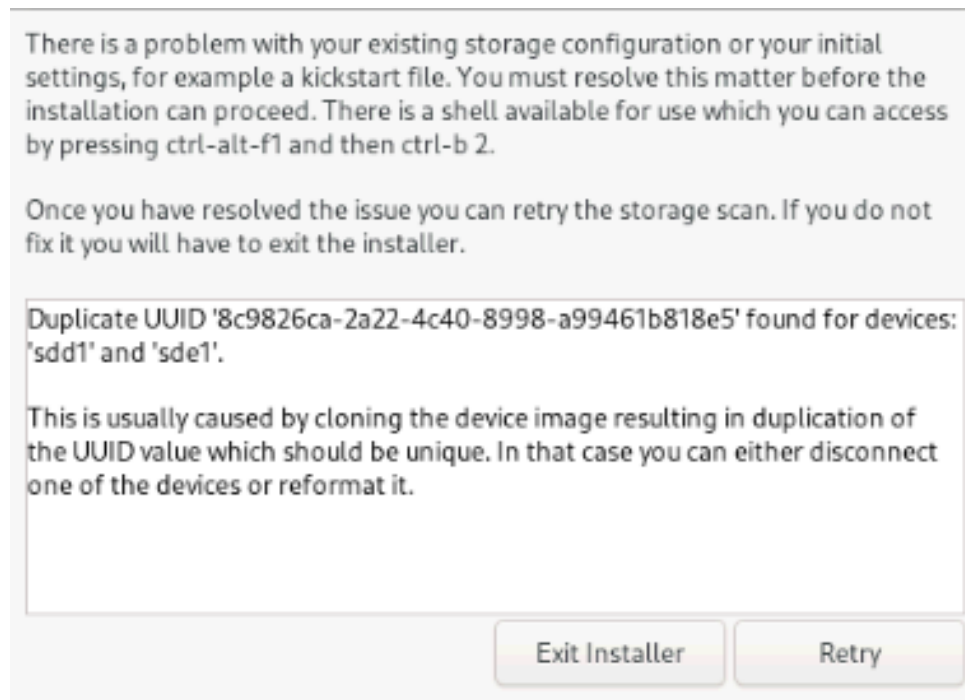 There is a problem with your existing storage configuration or your initial
settings, for example a kickstart file. You must resolve this matter before the
installation can proceed. There is a shell available for use which you can access
by pressing ctrl-alt-f1 and then ctrl-b 2.
Once you have resolved the issue you can retry the storage scan. If you do not
fix it you will have to exit the installer.
Duplicate UUID '8c9826ca-2a22-4c40-8998-a99461b818e5' found for devices:
'sdd1' and 'sde1'.
This is usually caused by cloning the device image resulting in duplication of
the UUID value which should be unique. In that case you can either disconnect
one of the devices or reformat it.
Exit Installer
Retry